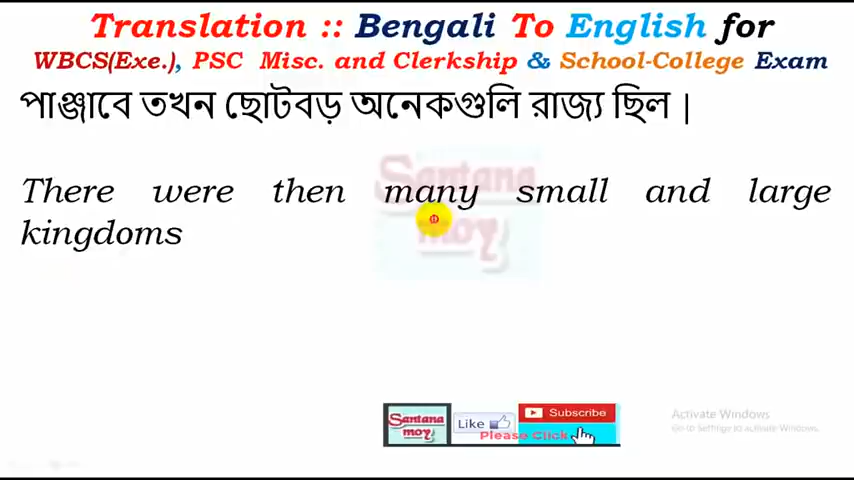 Translation :: Bengali To English for
WBCS(Exe.), PSC Misc. and Clerkship & School-College Exam
পাঞ্জাবে তখন ছোটবড় অনেকগুলি রাজ্য ছিল।
There were then many small and large
kingdoms
Santana
moy
Santana
moy
Like
Subscribe
Please Click
Activate Windows
Go to Settings to activate Windows.